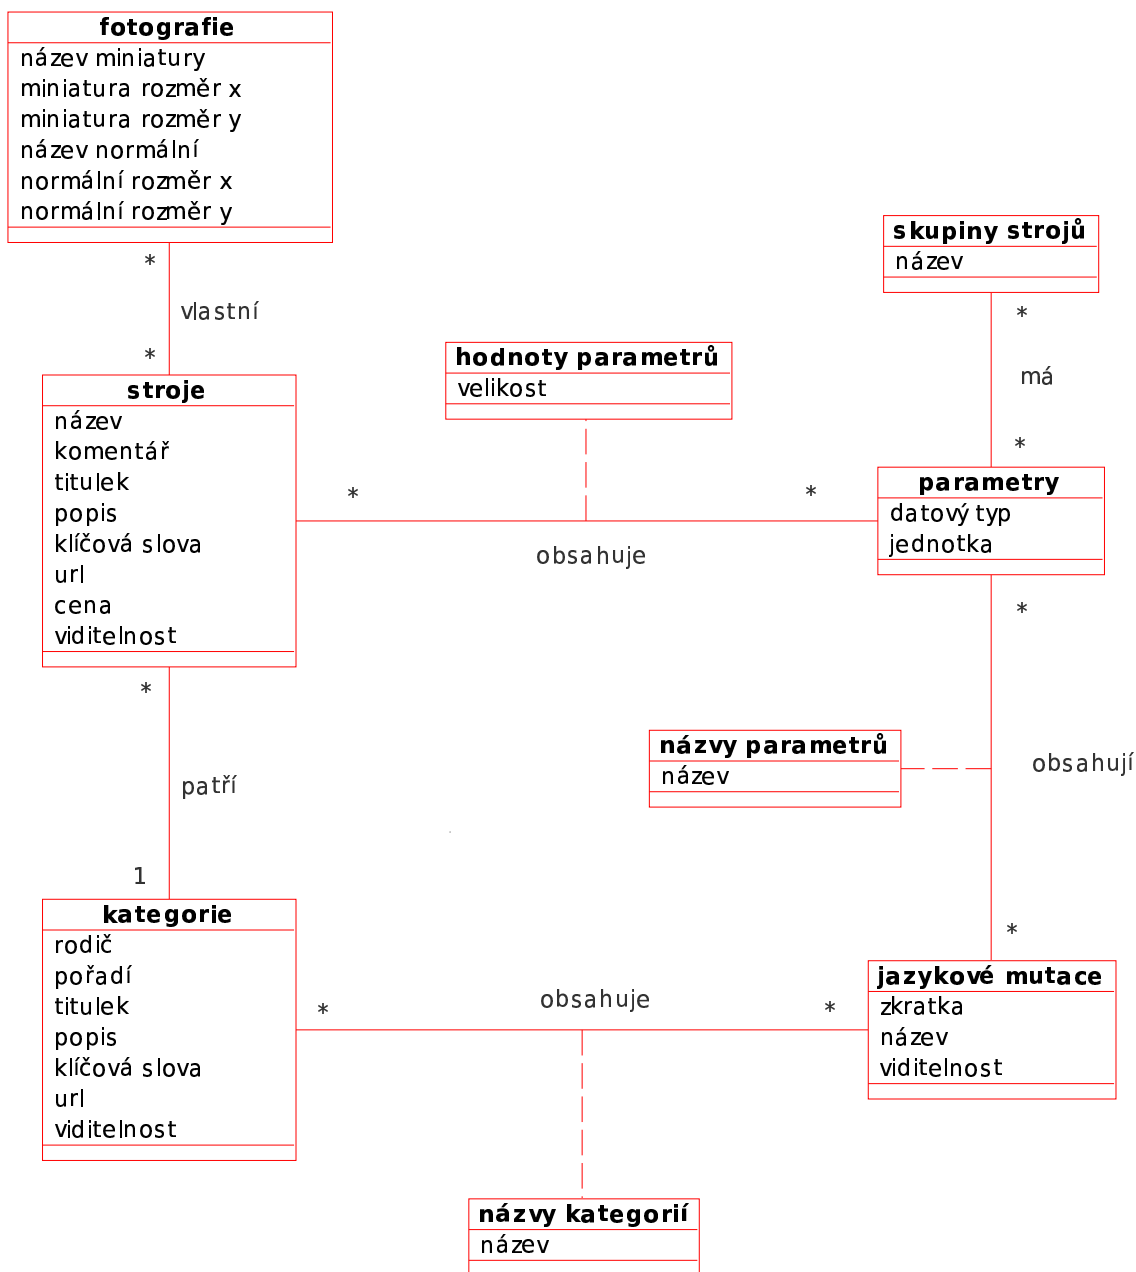 fotografie
název miniatury
miniatura rozměr x
miniatura rozměr y
název normální
normální rozměr x
normální rozměr y
*
vlastní
*
skupiny strojů
název
*
má
*
hodnoty parametrů
velikost
stroje
název
komentář
titulek
popis
klíčová slova
url
cena
viditelnost
*
*
obsahuje
parametry
datový typ
jednotka
*
*
patří
1
názvy parametrů
název
obsahují
*
kategorie
rodič
pořadí
titulek
popis
klíčová slova
url
viditelnost
*
obsahuje
*
jazykové mutace
zkratka
název
viditelnost
názvy kategorií
název